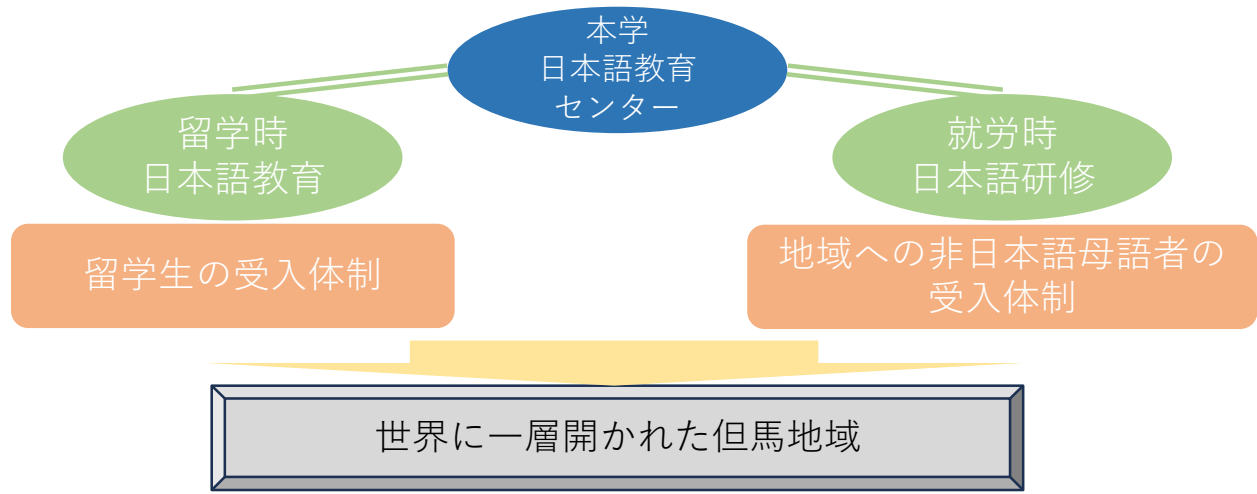 本学
日本語教育
センター
留学時
日本語教育
就労時
日本語研修
留学生の受入体制
地域への非日本語母語者の
受入体制
世界に一層開かれた但馬地域